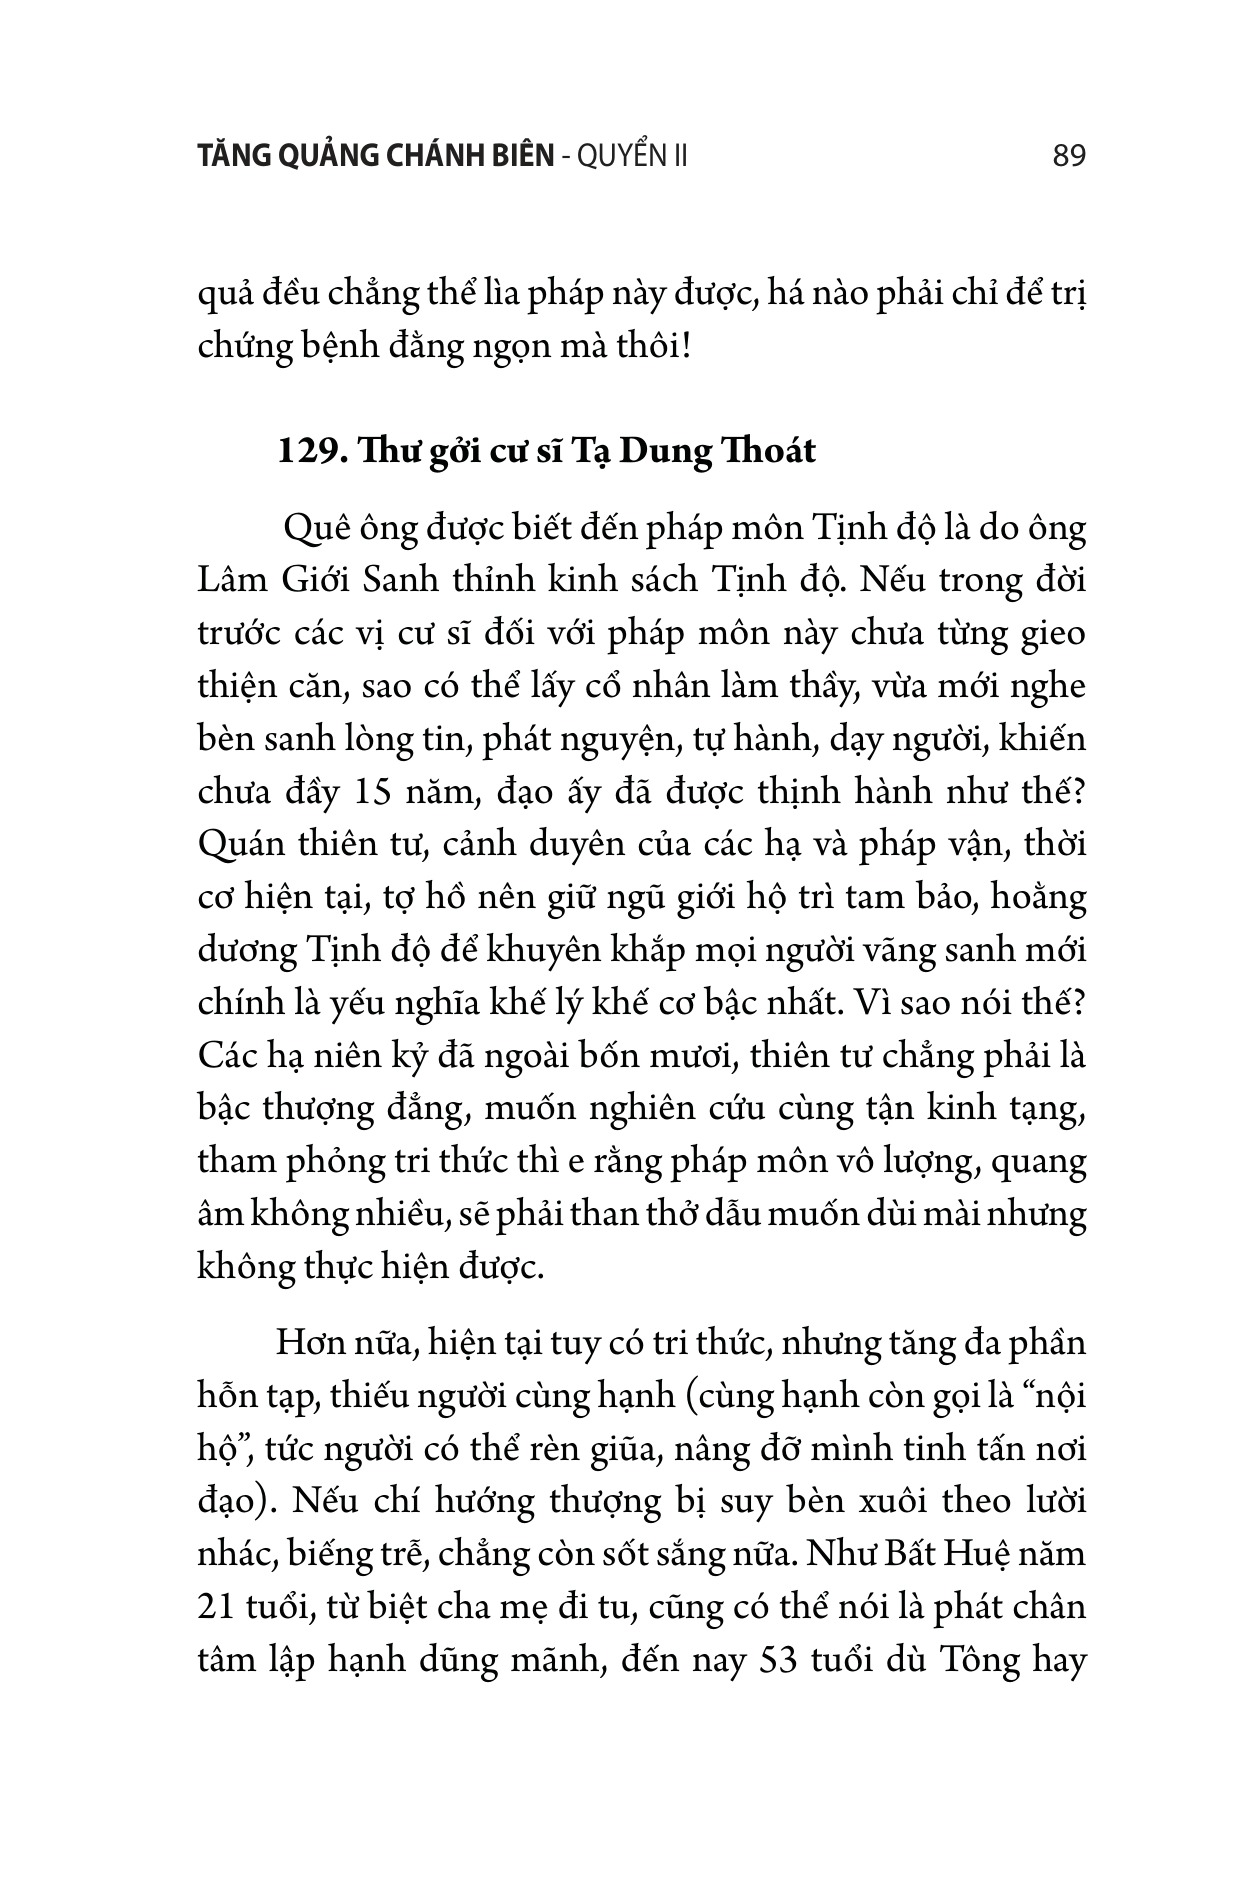 TĂNG QUẢNG CHÁNH BIÊN - QUYỂN II 89
quả đều chẳng thể lìa pháp này được, há nào phải chỉ để trị
chứng bệnh đằng ngọn mà thôi!
129. Thư gởi cư sĩ Tạ Dung Thoát
Quê ông được biết đến pháp môn Tịnh độ là do ông
Lâm Giới Sanh thỉnh kinh sách Tịnh độ. Nếu trong đời
trước các vị cư sĩ đối với pháp môn này chưa từng gieo
thiện căn, sao có thể lấy cổ nhân làm thầy, vừa mới nghe
bèn sanh lòng tin, phát nguyện, tự hành, dạy người, khiến
chưa đầy 15 năm, đạo ấy đã được thịnh hành như thế?
Quán thiên tư, cảnh duyên của các hạ và pháp vận, thời
cơ hiện tại, tợ hồ nên giữ ngũ giới hộ trì tam bảo, hoằng
dương Tịnh độ để khuyên khắp mọi người vãng sanh mới
chính là yếu nghĩa khế lý khế cơ bậc nhất. Vì sao nói thế?
Các hạ niên kỷ đã ngoài bốn mươi, thiên tư chẳng phải là
bậc thượng đẳng, muốn nghiên cứu cùng tận kinh tạng,
tham phỏng tri thức thì e rằng pháp môn vô lượng, quang
âm không nhiều, sẽ phải than thở dẫu muốn dùi mài nhưng
không thực hiện được.
Hơn nữa, hiện tại tuy có tri thức, nhưng tăng đa phần
hỗn tạp, thiếu người cùng hạnh (cùng hạnh còn gọi là “nội
hộ”, tức người có thể rèn giũa, nâng đỡ mình tinh tấn nơi
đạo). Nếu chí hướng thượng bị suy bèn xuôi theo lười
nhác, biếng trễ, chẳng còn sốt sắng nữa. Như Bất Huệ năm
21 tuổi, từ biệt cha mẹ đi tu, cũng có thể nói là phát chân
tâm lập hạnh dũng mãnh, đến nay 53 tuổi dù Tông hay